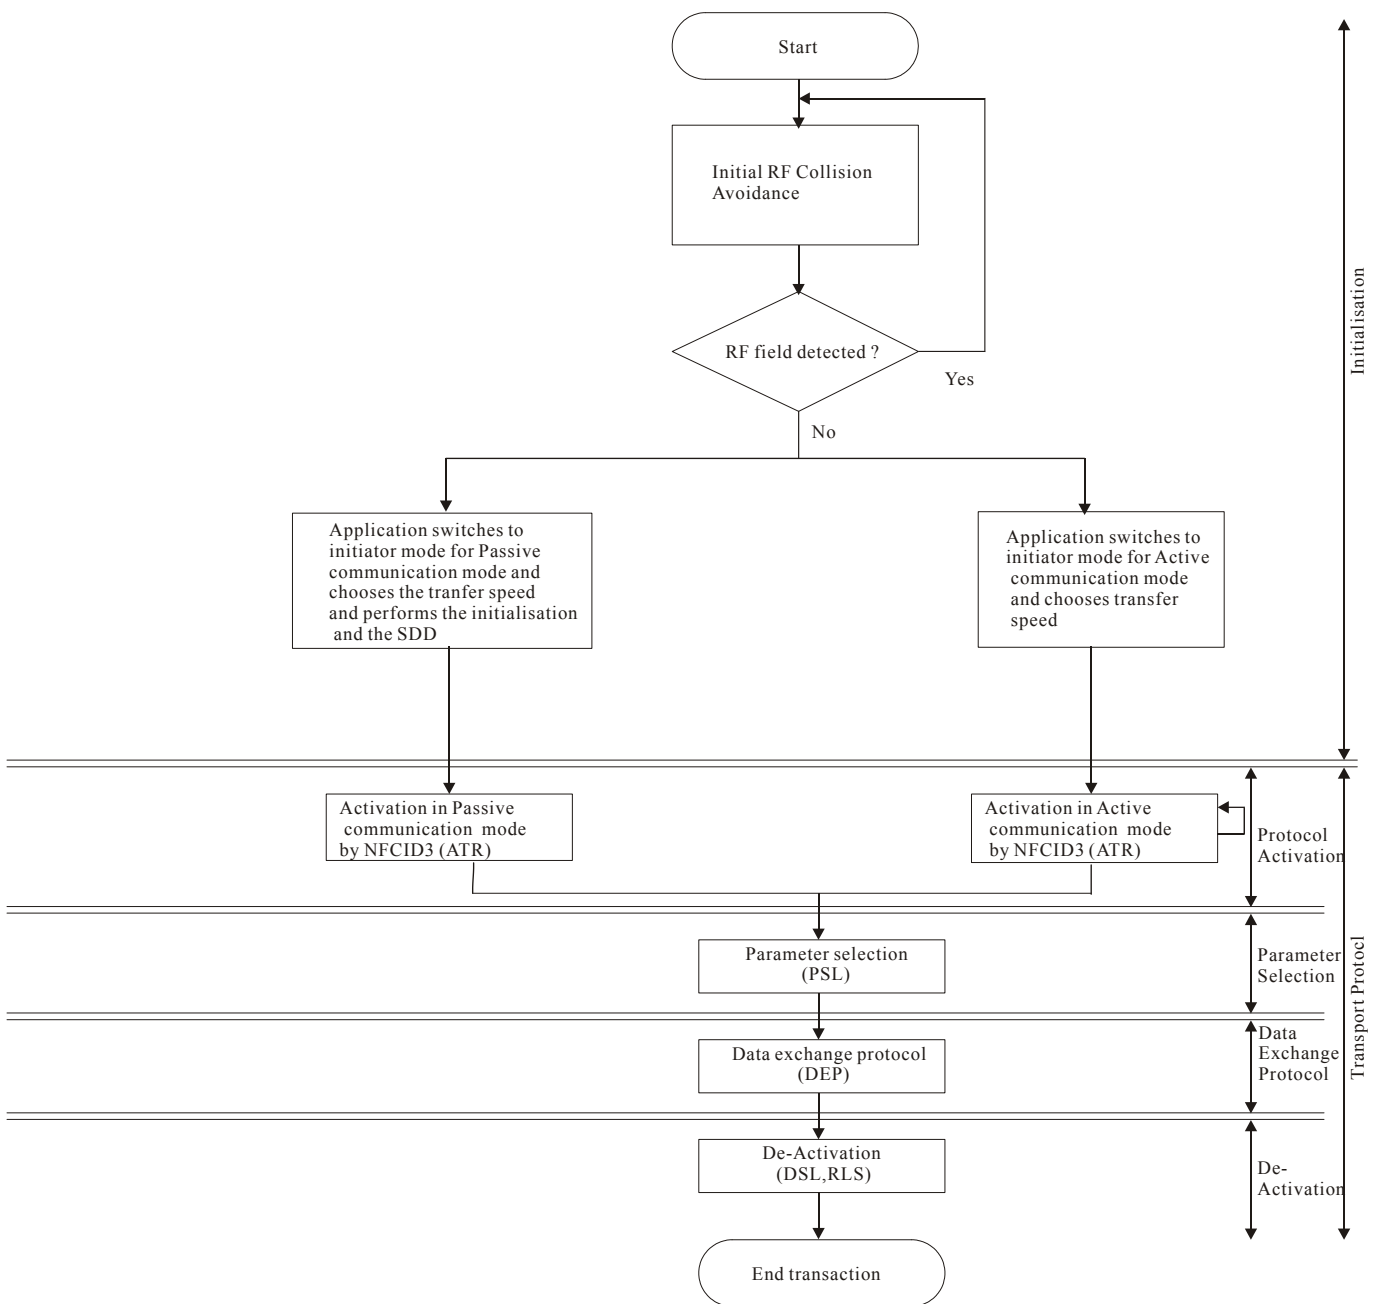 Start
Initial RF Collision
Avoidance
RF field detected ?
Yes
No
Application switches to
initiator mode for Passive
communication mode and
chooses the tranfer speed
and performs the initialisation
and the SDD
Application switches to
initiator mode for Active
communication mode
and chooses transfer
speed
Initialisation
Activation in Passive
communication mode
by NFCID3 (ATR)
Activation in Active
communication mode
by NFCID3 (ATR)
Protocol
Activation
Parameter selection
(PSL)
Parameter
Selection
Data exchange protocol
(DEP)
Data
Exchange
Protocol
Transport Protocl
De-Activation
(DSL,RLS)
De-
Activation
End transaction